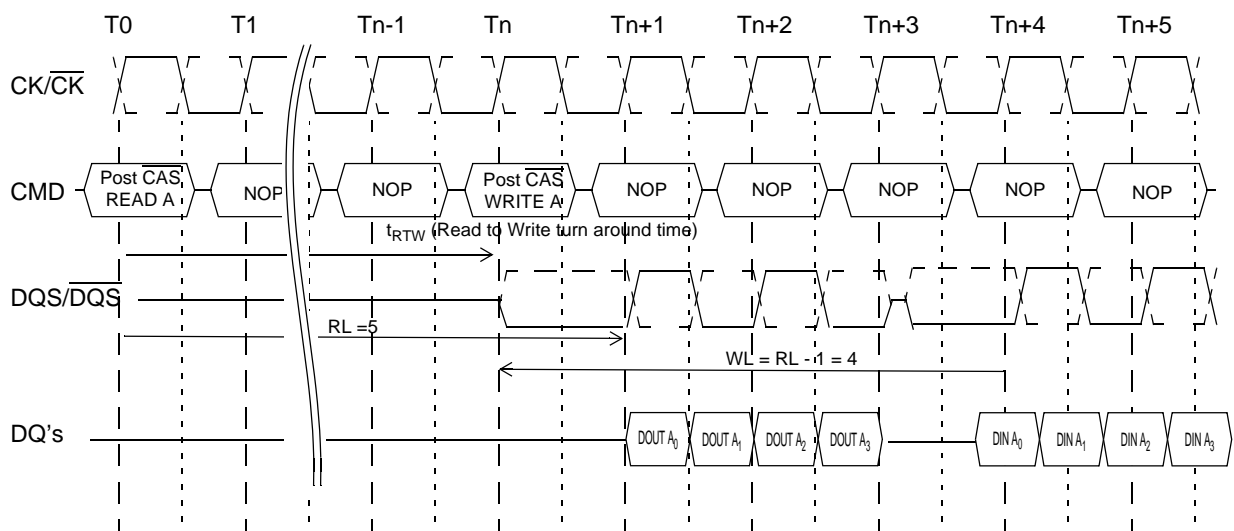 T0 T1 Tn-1 Tn Tn+1 Tn+2 Tn+3 Tn+4 Tn+5
CK/CK
CMD
Post CAS
READ A
NOP
NOP
Post CAS
WRITE A
NOP
NOP
NOP
NOP
NOP
tRTW (Read to Write turn around time)
DQS/DQS
RL =5
WL = RL - 1 = 4
DQ's
DOUT A0 DOUT A1 DOUT A2 DOUT A3 DIN A0 DIN A1 DIN A2 DIN A3